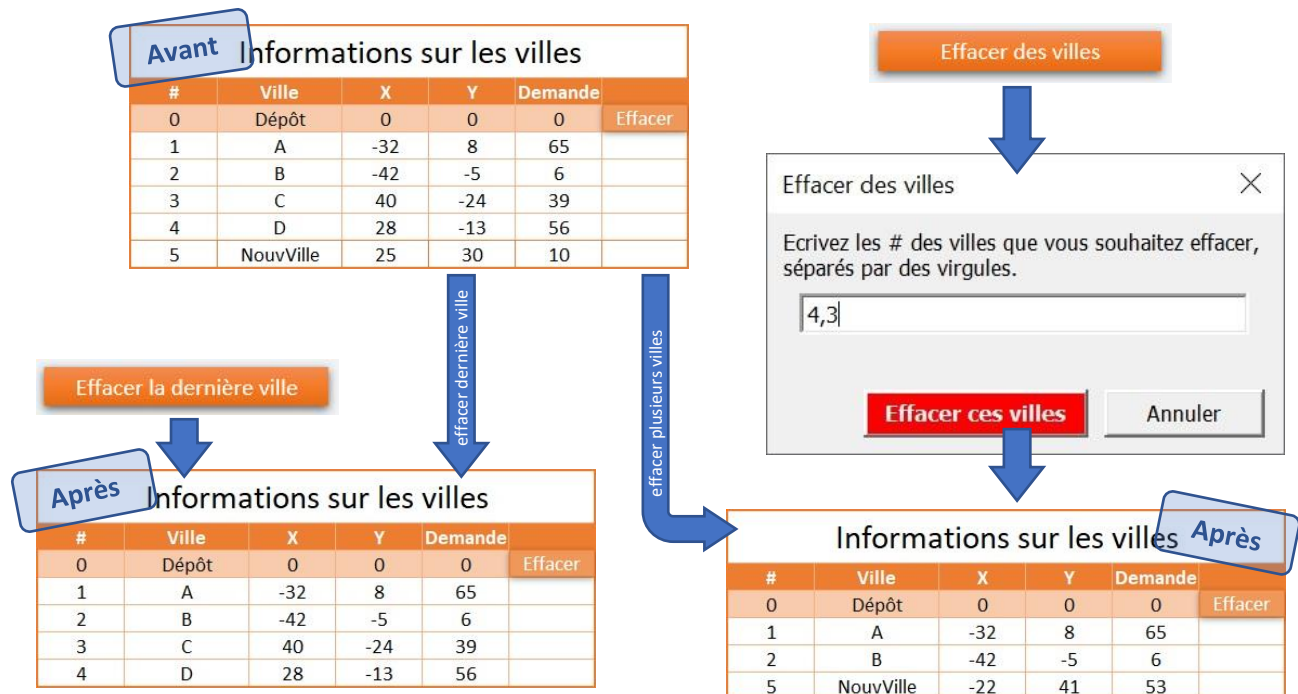 Avant
Informations sur les villes
# Ville X Y Demande
0 Dépôt 0 0 0 Effacer
1 A -32 8 65
2 B -42 -5 6
3 C 40 -24 39
4 D 28 -13 56
5 NouvVille 25 30 10
Effacer des villes
Effacer des villes
Ecrivez les # des villes que vous souhaitez effacer,
séparés par des virgules.
4,3
Effacer ces villes Annuler
effacer dernière ville
effacer plusieurs villes
Effacer la dernière ville
Après
Informations sur les villes
# Ville X Y Demande
0 Dépôt 0 0 0 Effacer
1 A -32 8 65
2 B -42 -5 6
3 C 40 -24 39
4 D 28 -13 56
Informations sur les villes
Après
# Ville X Y Demande
0 Dépôt 0 0 0 Effacer
1 A -32 8 65
2 B -42 -5 6
5 NouvVille -22 41 53